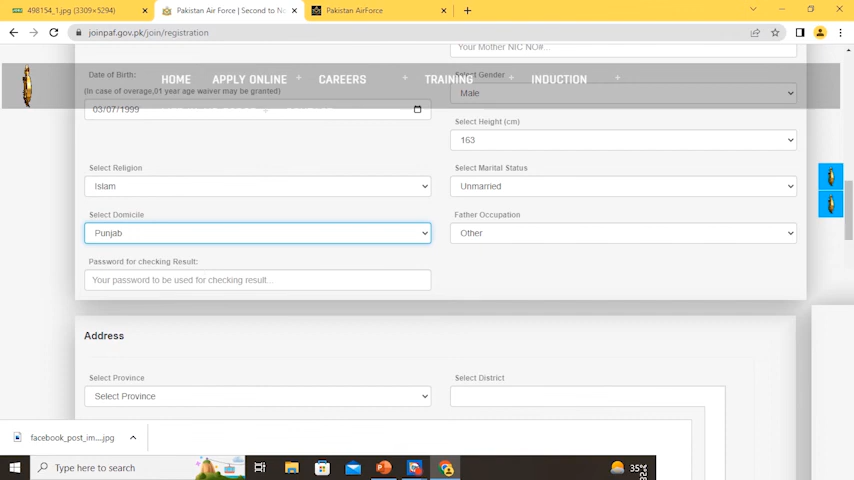 498154_1.jpg (3309×5254)
Pakistan Air Force | Second to No
Pakistan AirForce
joinpaf.gov.pk/join/registration
Your Mother NIC NO#...
Date of Birth:
Select Gender
HOME
APPLY ONLINE
CAREERS
TRAINING
INDUCTION
(In case of overage,01 year age waiver may be granted)
Male
03/07/1999
Select Height (cm)
163
Select Religion
Select Marital Status
Islam
Unmarried
Select Domicile
Father Occupation
Punjab
Other
Password for checking Result:
Your password to be used for checking result...
Address
Select Province
Select District
Select Province
facebook_post_im....jpg
Type here to search
35°